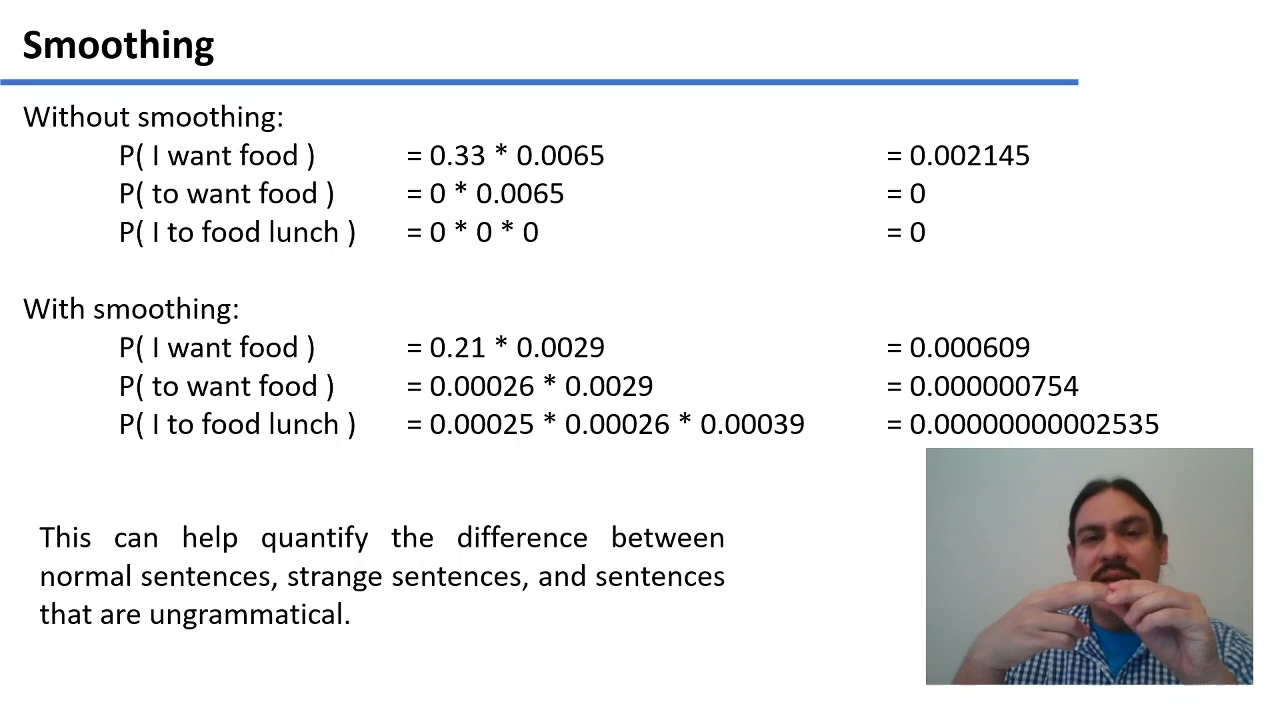 Smoothing
Without smoothing:
P( I want food ) = 0.33 * 0.0065 = 0.002145
P( to want food ) = 0 * 0.0065 = 0
P( I to food lunch ) = 0 * 0 * 0 = 0
With smoothing:
P( I want food ) = 0.21 * 0.0029 = 0.000609
P( to want food ) = 0.00026 * 0.0029 = 0.000000754
P( I to food lunch ) = 0.00025 * 0.00026 * 0.00039 = 0.00000000002535
This can help quantify the difference between
normal sentences, strange sentences, and sentences
that are ungrammatical.